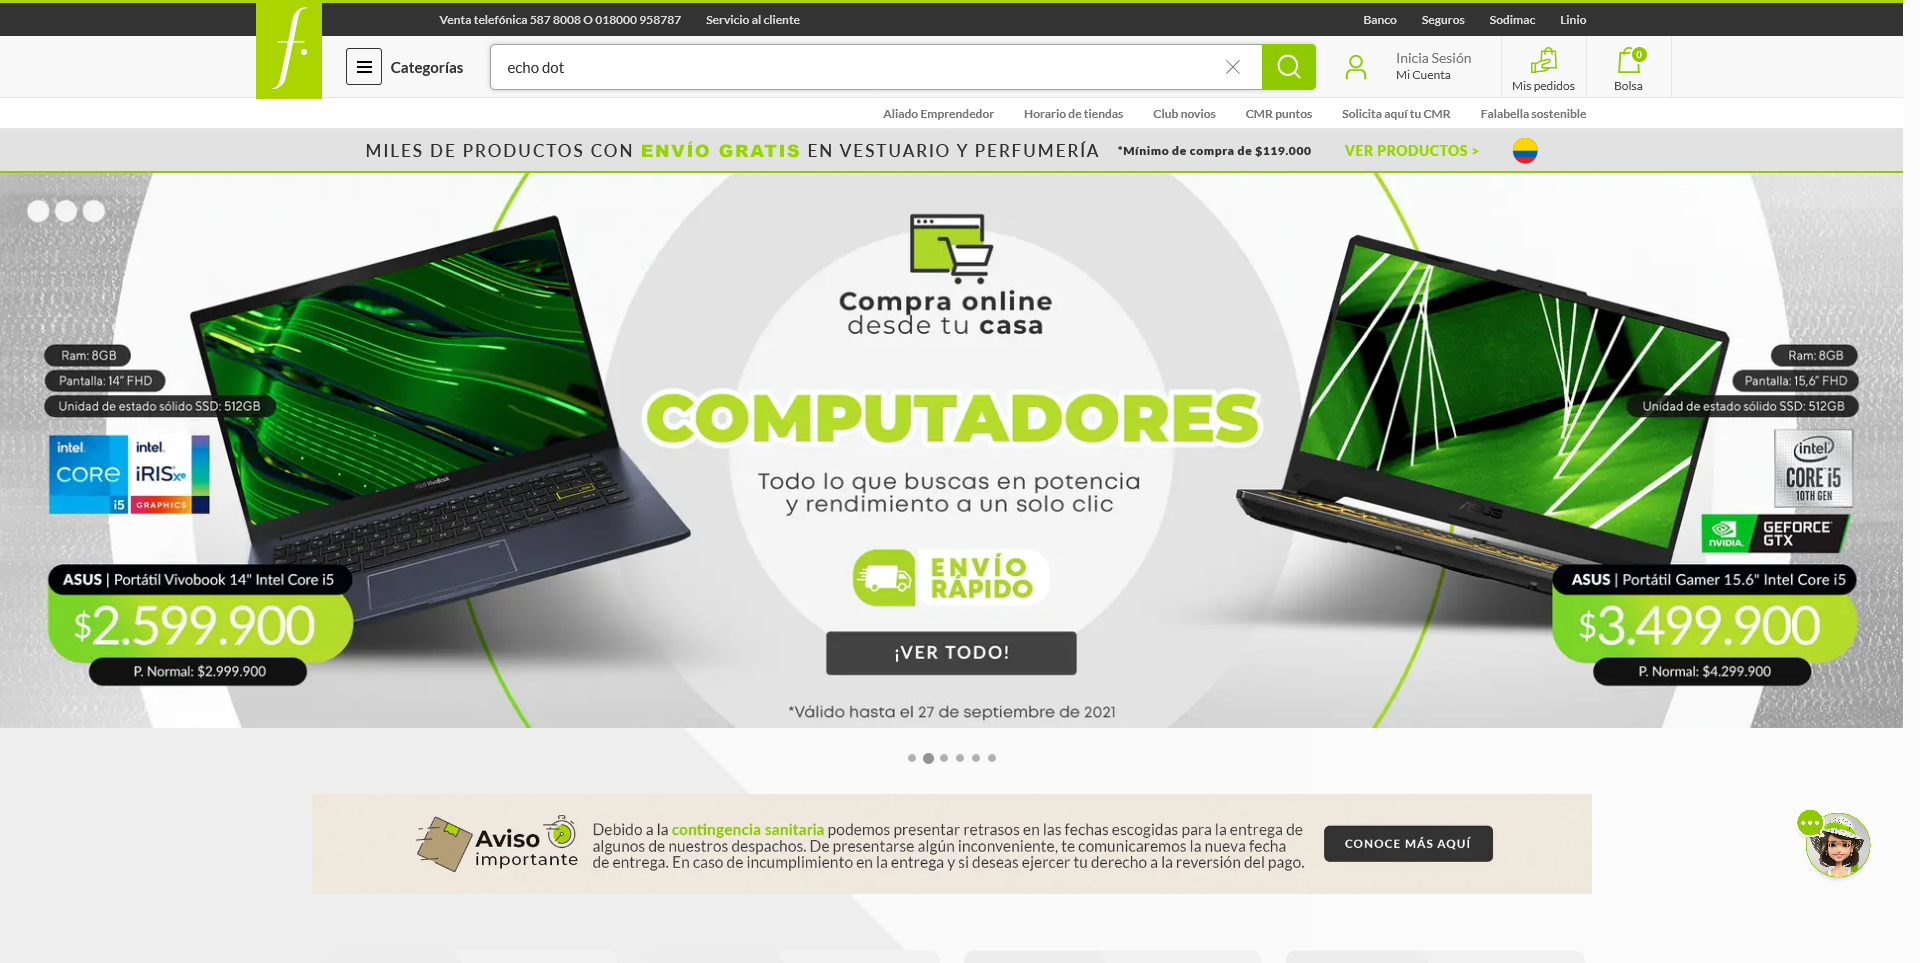 Venta telefónica 587 8008 O 018000 958787
Servicio al cliente
Banco
Seguros
Sodimac
Linio
f.
Categorías
echo dot
Inicia Sesión
Mi Cuenta
Mis pedidos
0
Bolsa
Aliado Emprendedor
Horario de tiendas
Club novios
CMR puntos
Solicita aquí tu CMR
Falabella sostenible
MILES DE PRODUCTOS CON ENVÍO GRATIS EN VESTUARIO Y PERFUMERÍA *Mínimo de compra de $119.000 VER PRODUCTOS >
Compra online
desde tu casa
COMPUTADORES
Todo lo que buscas en potencia
y rendimiento a un solo clic
ENVÍO
RÁPIDO
¡VER TODO!
*Válido hasta el 27 de septiembre de 2021
Ram: 8GB
Pantalla: 14" FHD
Unidad de estado sólido SSD: 512GB
intel.
CORE
i5
intel.
iRIS Xe
GRAPHICS
ASUS VivoBook
ASUS | Portátil Vivobook 14" Intel Core i5
$2.599.900
P. Normal: $2.999.900
Ram: 8GB
Pantalla: 15,6" FHD
Unidad de estado sólido SSD: 512GB
intel
CORE i5
10TH GEN
NVIDIA.
GEFORCE
GTX
ASUS
ASUS | Portátil Gamer 15.6" Intel Core i5
$3.499.900
P. Normal: $4.299.900
Aviso
importante
Debido a la contingencia sanitaria podemos presentar retrasos en las fechas escogidas para la entrega de
algunos de nuestros despachos. De presentarse algún inconveniente, te comunicaremos la nueva fecha
de entrega. En caso de incumplimiento en la entrega y si deseas ejercer tu derecho a la reversión del pago.
CONOCE MÁS AQUÍ